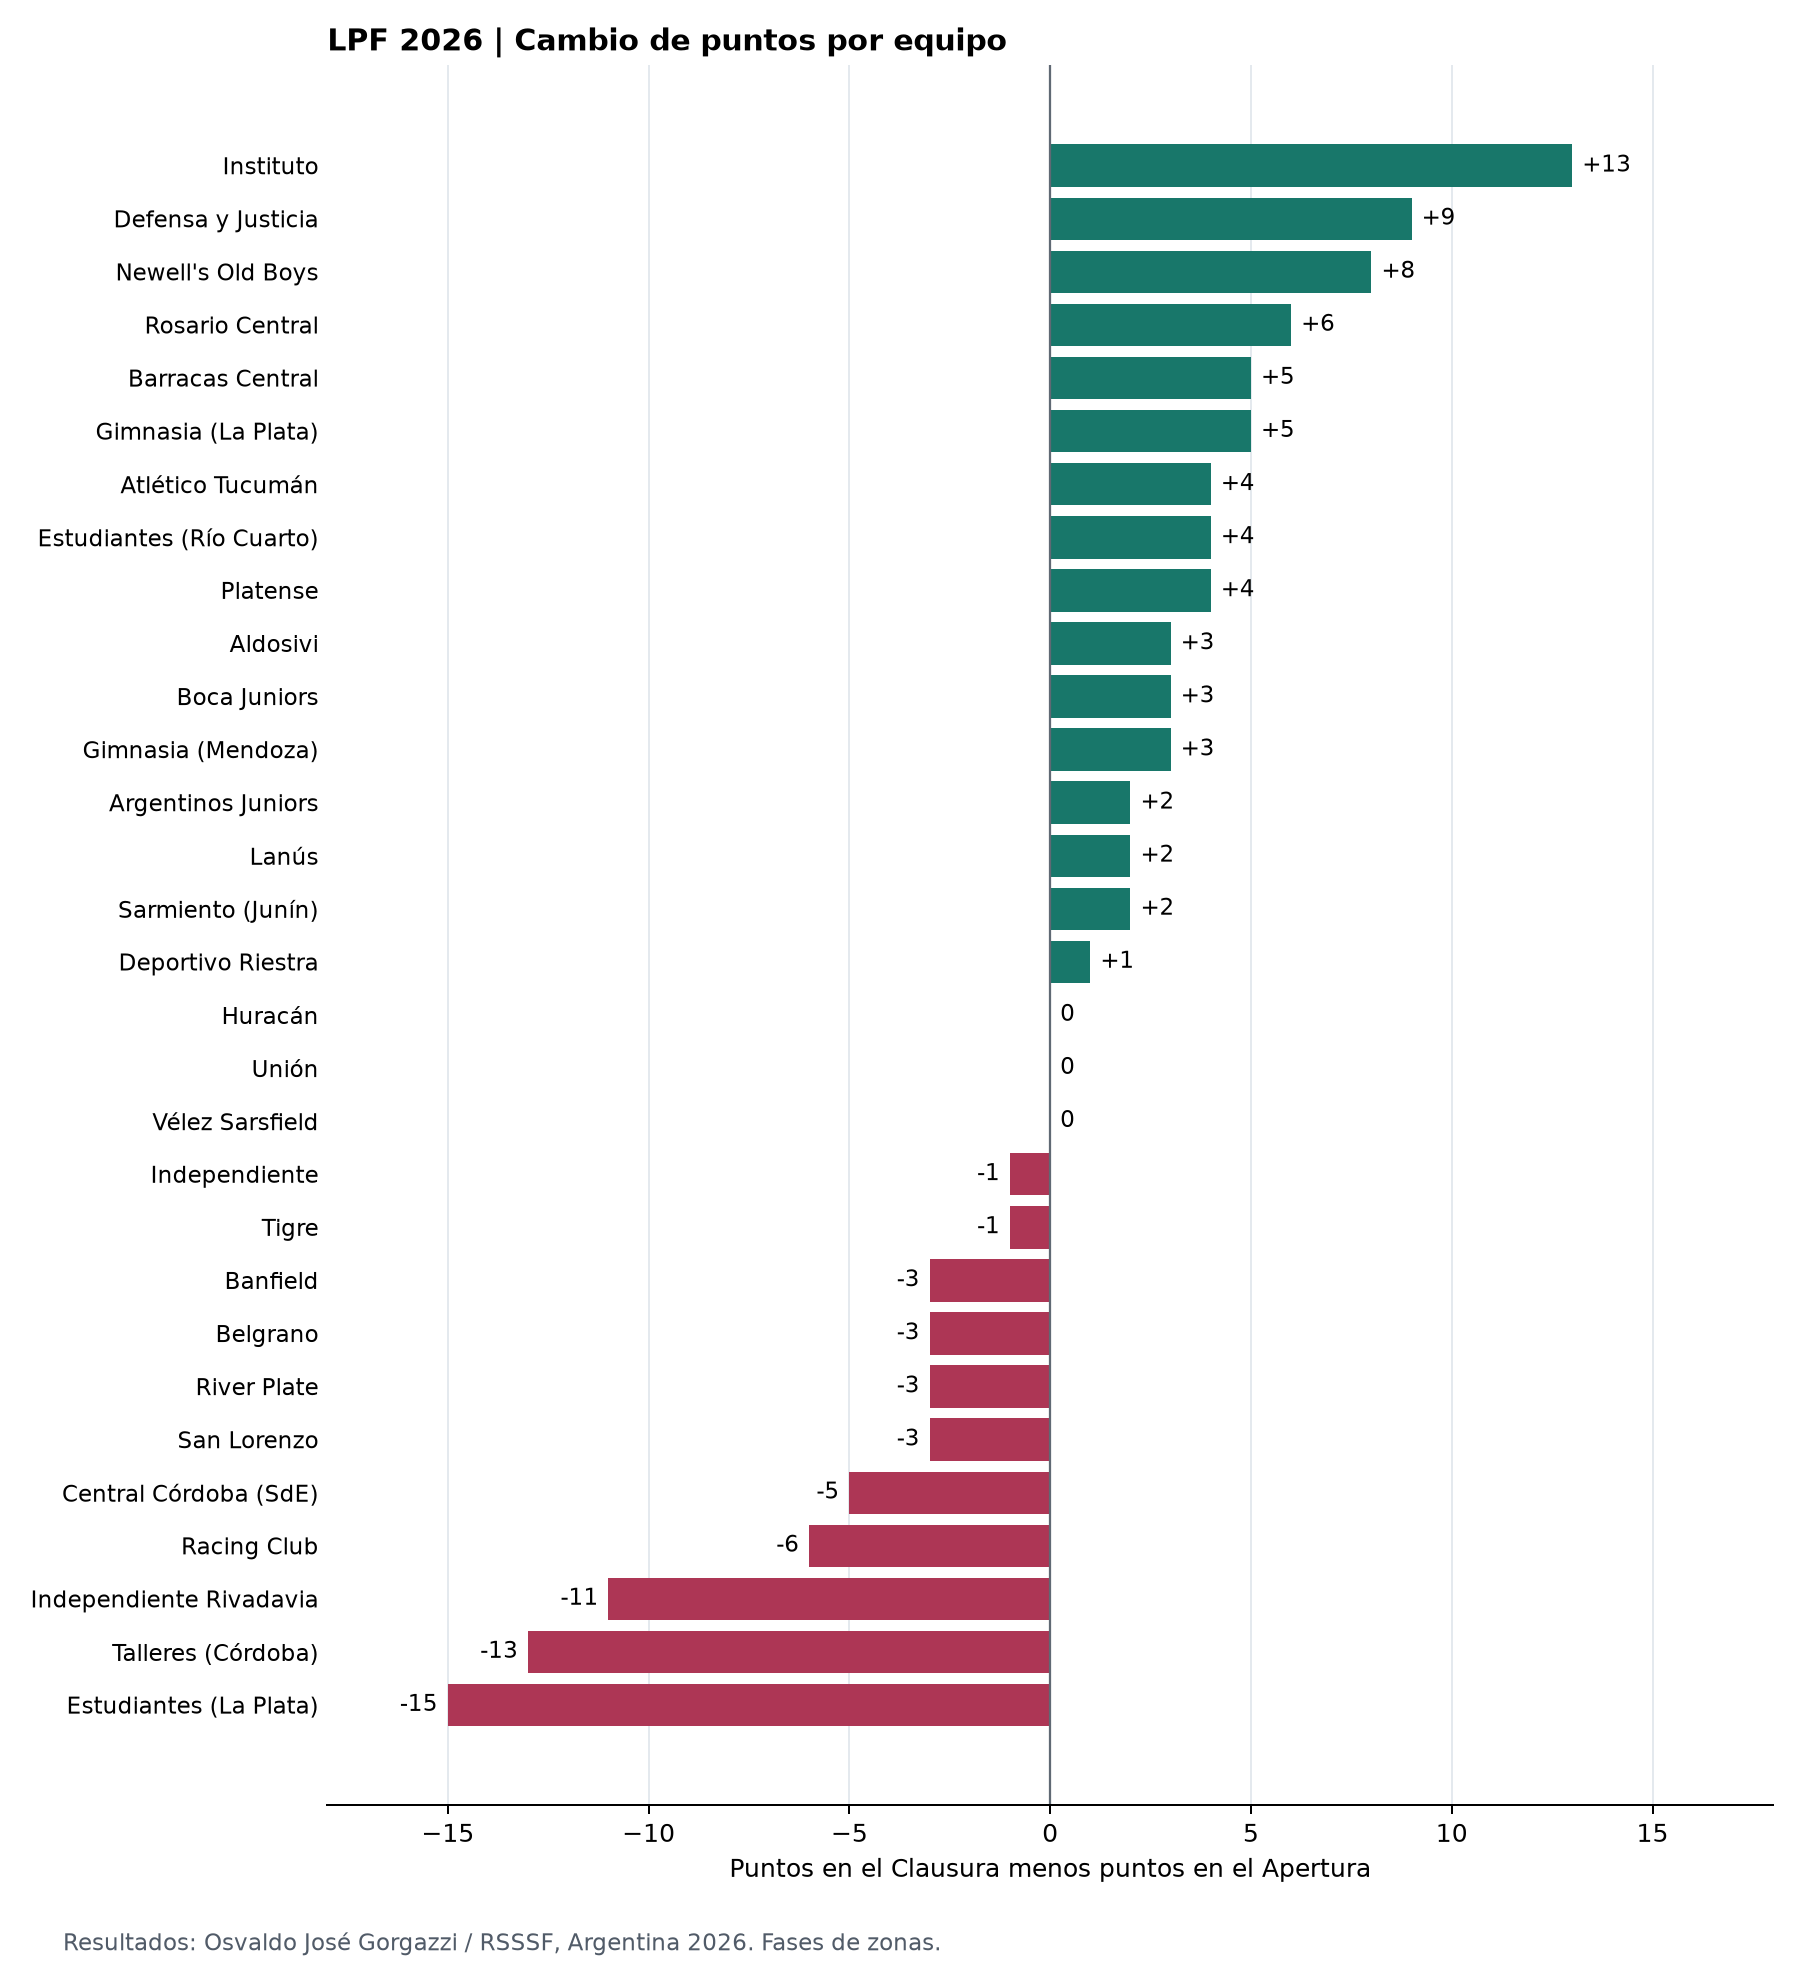 LPF 2026 | Cambio de puntos por equipo
Instituto +13
Defensa y Justicia +9
Newell's Old Boys +8
Rosario Central +6
Barracas Central +5
Gimnasia (La Plata) +5
Atlético Tucumán +4
Estudiantes (Río Cuarto) +4
Platense +4
Aldosivi +3
Boca Juniors +3
Gimnasia (Mendoza) +3
Argentinos Juniors +2
Lanús +2
Sarmiento (Junín) +2
Deportivo Riestra +1
Huracán 0
Unión 0
Vélez Sarsfield 0
Independiente -1
Tigre -1
Banfield -3
Belgrano -3
River Plate -3
San Lorenzo -3
Central Córdoba (SdE) -5
Racing Club -6
Independiente Rivadavia -11
Talleres (Córdoba) -13
Estudiantes (La Plata) -15
−15 −10 −5 0 5 10 15
Puntos en el Clausura menos puntos en el Apertura
Resultados: Osvaldo José Gorgazzi / RSSSF, Argentina 2026. Fases de zonas.